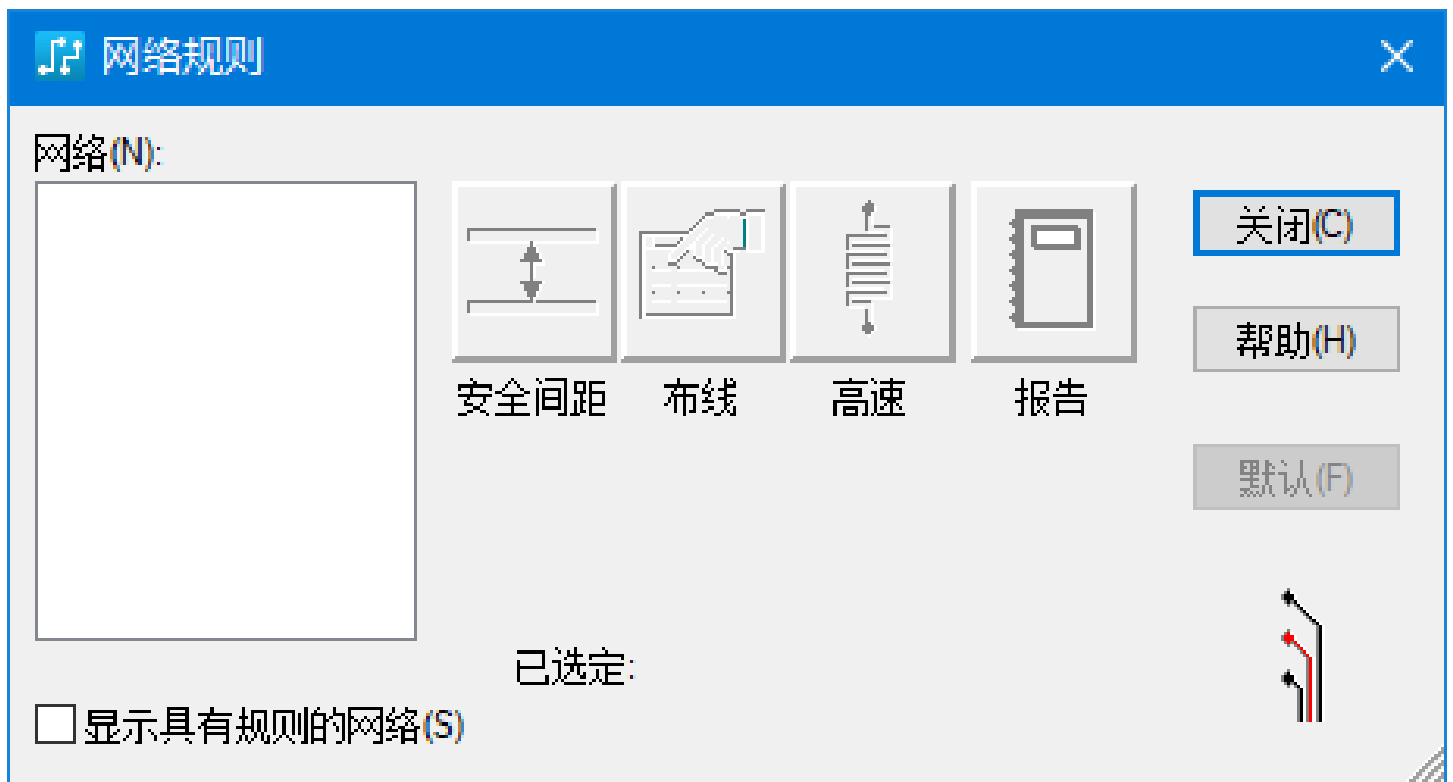 网络规则
网络(N):
关闭(C)
帮助(H)
安全间距 布线 高速 报告
默认(F)
已选定:
显示具有规则的网络(S)